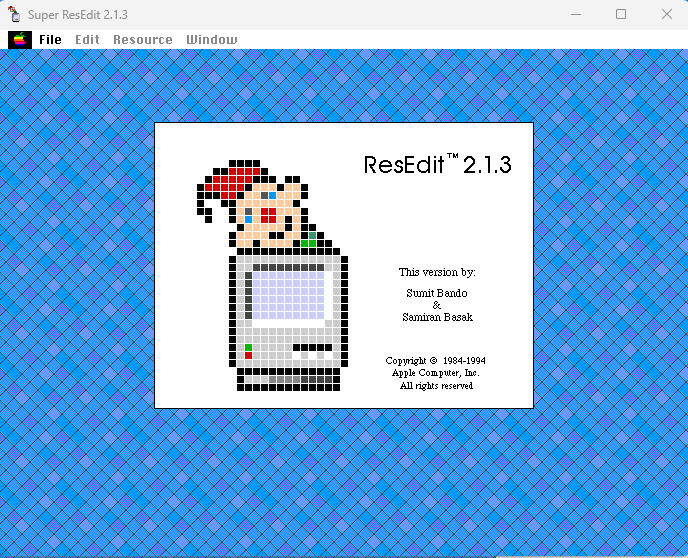 Super ResEdit 2.1.3
File Edit Resource Window
ResEdit™ 2.1.3
This version by:
Sumit Bando
&
Samiran Basak
Copyright © 1984-1994
Apple Computer, Inc.
All rights reserved